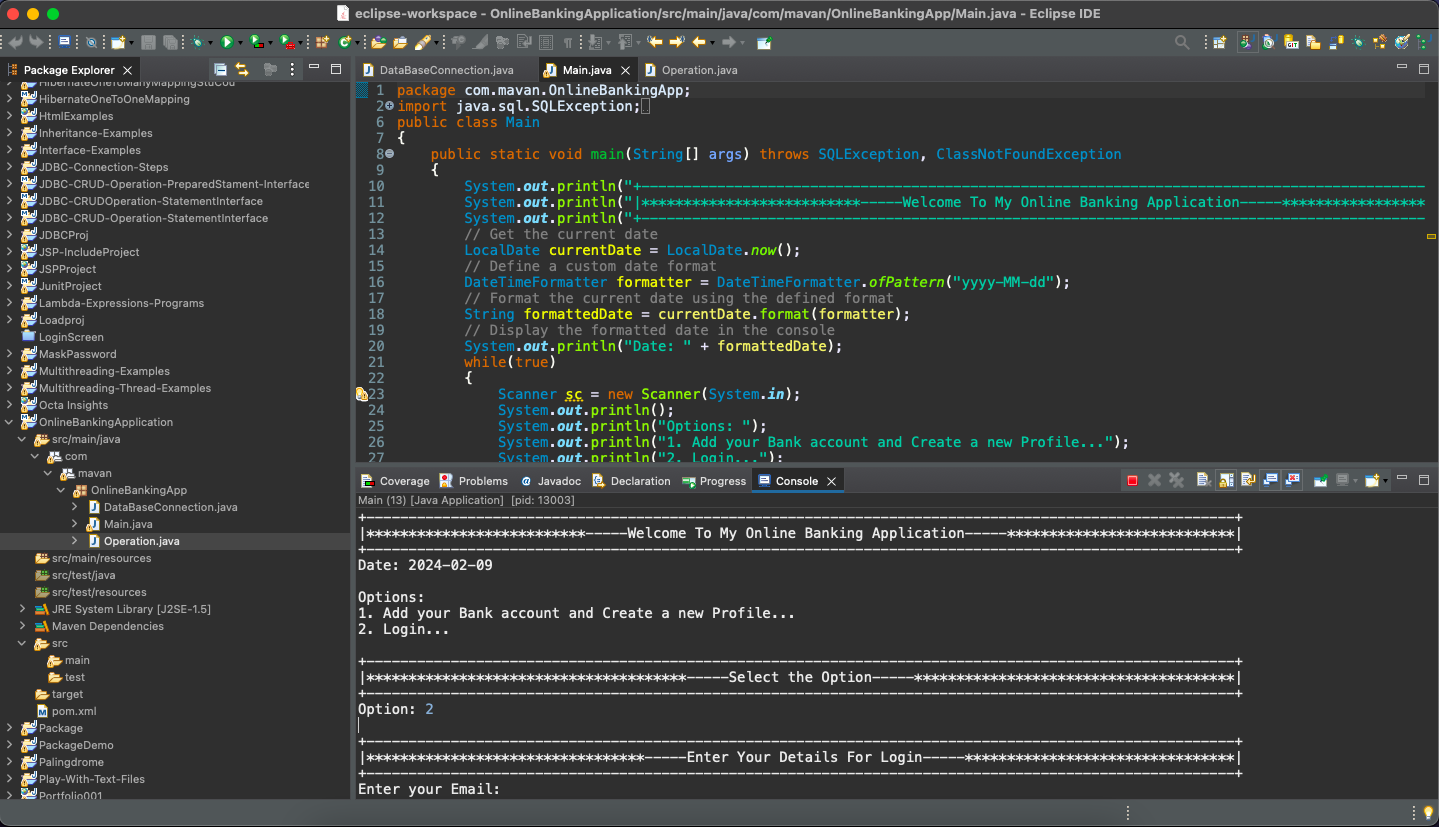 eclipse-workspace - OnlineBankingApplication/src/main/java/com/mavan/OnlineBankingApp/Main.java - Eclipse IDE
Package Explorer
HibernateOneToManyMappingStuCou
HibernateOneToOneMapping
HtmlExamples
Inheritance-Examples
Interface-Examples
JDBC-Connection-Steps
JDBC-CRUD-Operation-PreparedStament-Interface
JDBC-CRUDOperation-StatementInterface
JDBC-CRUD-Operation-StatementInterface
JDBCProj
JSP-IncludeProject
JSPProject
JunitProject
Lambda-Expressions-Programs
Loadproj
LoginScreen
MaskPassword
Multithreading-Examples
Multithreading-Thread-Examples
Octa Insights
OnlineBankingApplication
src/main/java
com
mavan
OnlineBankingApp
DataBaseConnection.java
Main.java
Operation.java
src/main/resources
src/test/java
src/test/resources
JRE System Library [J2SE-1.5]
Maven Dependencies
src
main
test
target
pom.xml
Package
PackageDemo
Palingdrome
Play-With-Text-Files
Portfolio001
DataBaseConnection.java Main.java Operation.java
1 package com.mavan.OnlineBankingApp;
2 import java.sql.SQLException;
6 public class Main
7 {
8 public static void main(String[] args) throws SQLException, ClassNotFoundException
9 {
10 System.out.println("+-----------------------------------------------------------------------------------------------
11 System.out.println("|**************************-----Welcome To My Online Banking Application-----*****************
12 System.out.println("+-----------------------------------------------------------------------------------------------
13 // Get the current date
14 LocalDate currentDate = LocalDate.now();
15 // Define a custom date format
16 DateTimeFormatter formatter = DateTimeFormatter.ofPattern("yyyy-MM-dd");
17 // Format the current date using the defined format
18 String formattedDate = currentDate.format(formatter);
19 // Display the formatted date in the console
20 System.out.println("Date: " + formattedDate);
21 while(true)
22 {
23 Scanner sc = new Scanner(System.in);
24 System.out.println();
25 System.out.println("Options: ");
26 System.out.println("1. Add your Bank account and Create a new Profile...");
27 System.out.println("2. Login...");
Coverage Problems Javadoc Declaration Progress Console
Main (13) [Java Application] [pid: 13003]
+-------------------------------------------------------------------------------------------------------+
|**************************-----Welcome To My Online Banking Application-----***************************|
+-------------------------------------------------------------------------------------------------------+
Date: 2024-02-09
Options:
1. Add your Bank account and Create a new Profile...
2. Login...
+-------------------------------------------------------------------------------------------------------+
|**************************************-----Select the Option-----**************************************|
+-------------------------------------------------------------------------------------------------------+
Option: 2
+-------------------------------------------------------------------------------------------------------+
|*********************************-----Enter Your Details For Login-----********************************|
+-------------------------------------------------------------------------------------------------------+
Enter your Email: